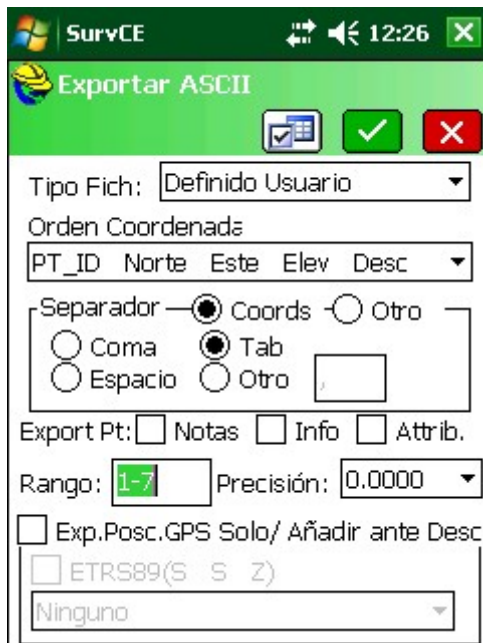 SurvCE 12:26
Exportar ASCII
Tipo Fich: Definido Usuario
Orden Coordenada
PT_ID Norte Este Elev Desc
Separador Coords Otro
Coma Tab
Espacio Otro ,
Export Pt: Notas Info Attrib.
Rango: 1-7 Precisión: 0.0000
Exp.Posc.GPS Solo/ Añadir ante Desc
ETRS89(S S Z)
Ninguno